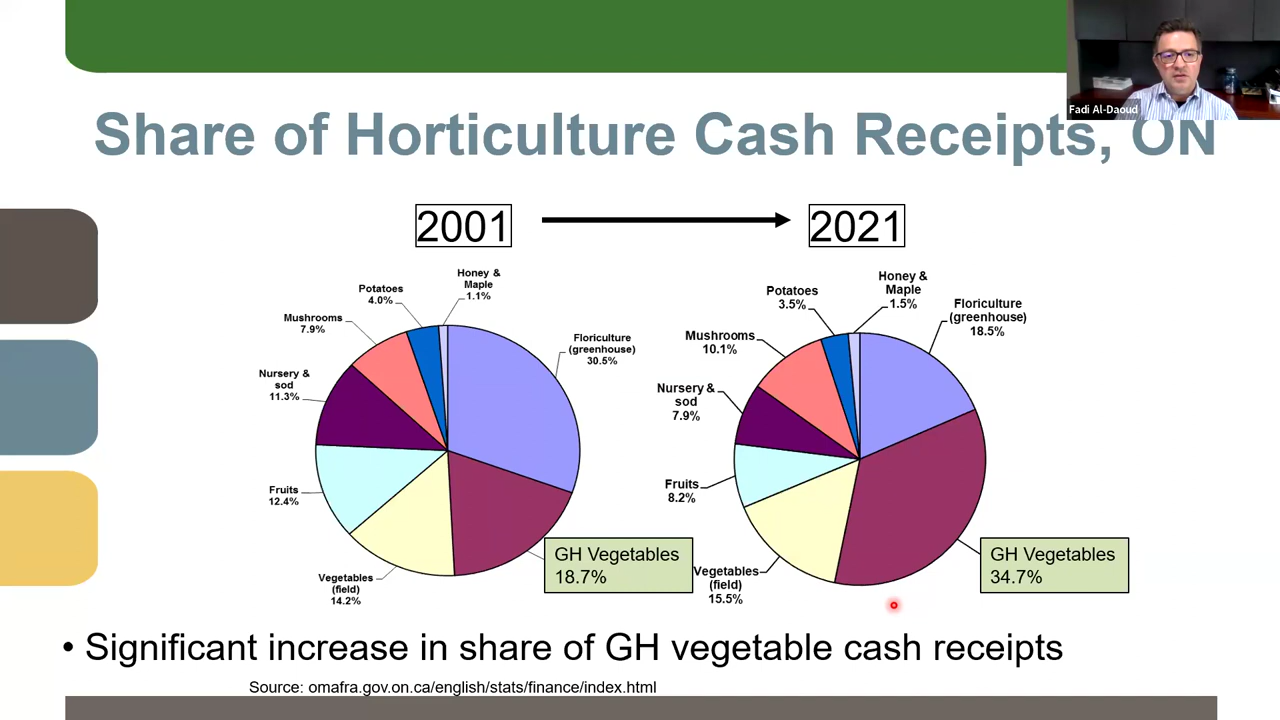 Fadi Al-Daoud
Share of Horticulture Cash Receipts, ON
2001
2021
Honey &
Maple
1.1%
Potatoes
4.0%
Mushrooms
7.9%
Nursery &
sod
11.3%
Fruits
12.4%
Vegetables
(field)
14.2%
Floriculture
(greenhouse)
30.5%
GH Vegetables
18.7%
Honey &
Maple
1.5%
Potatoes
3.5%
Mushrooms
10.1%
Nursery &
sod
7.9%
Fruits
8.2%
Vegetables
(field)
15.5%
Floriculture
(greenhouse)
18.5%
GH Vegetables
34.7%
• Significant increase in share of GH vegetable cash receipts
Source: omafra.gov.on.ca/english/stats/finance/index.html